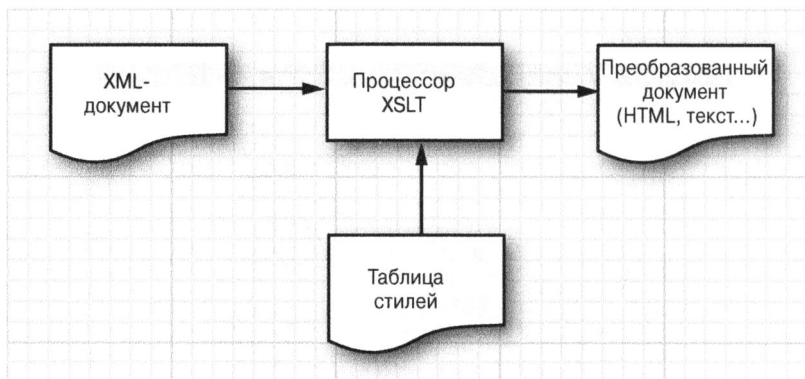 XML-
документ
Процессор
XSLT
Преобразованный
документ
(HTML, текст...)
Таблица
стилей